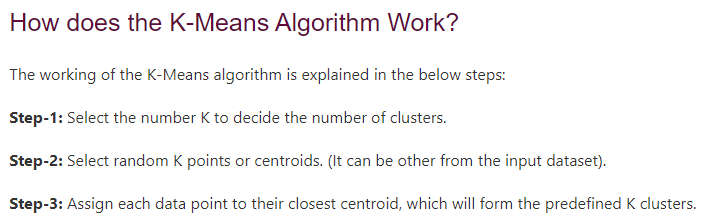 How does the K-Means Algorithm Work?
The working of the K-Means algorithm is explained in the below steps:
Step-1: Select the number K to decide the number of clusters.
Step-2: Select random K points or centroids. (It can be other from the input dataset).
Step-3: Assign each data point to their closest centroid, which will form the predefined K clusters.